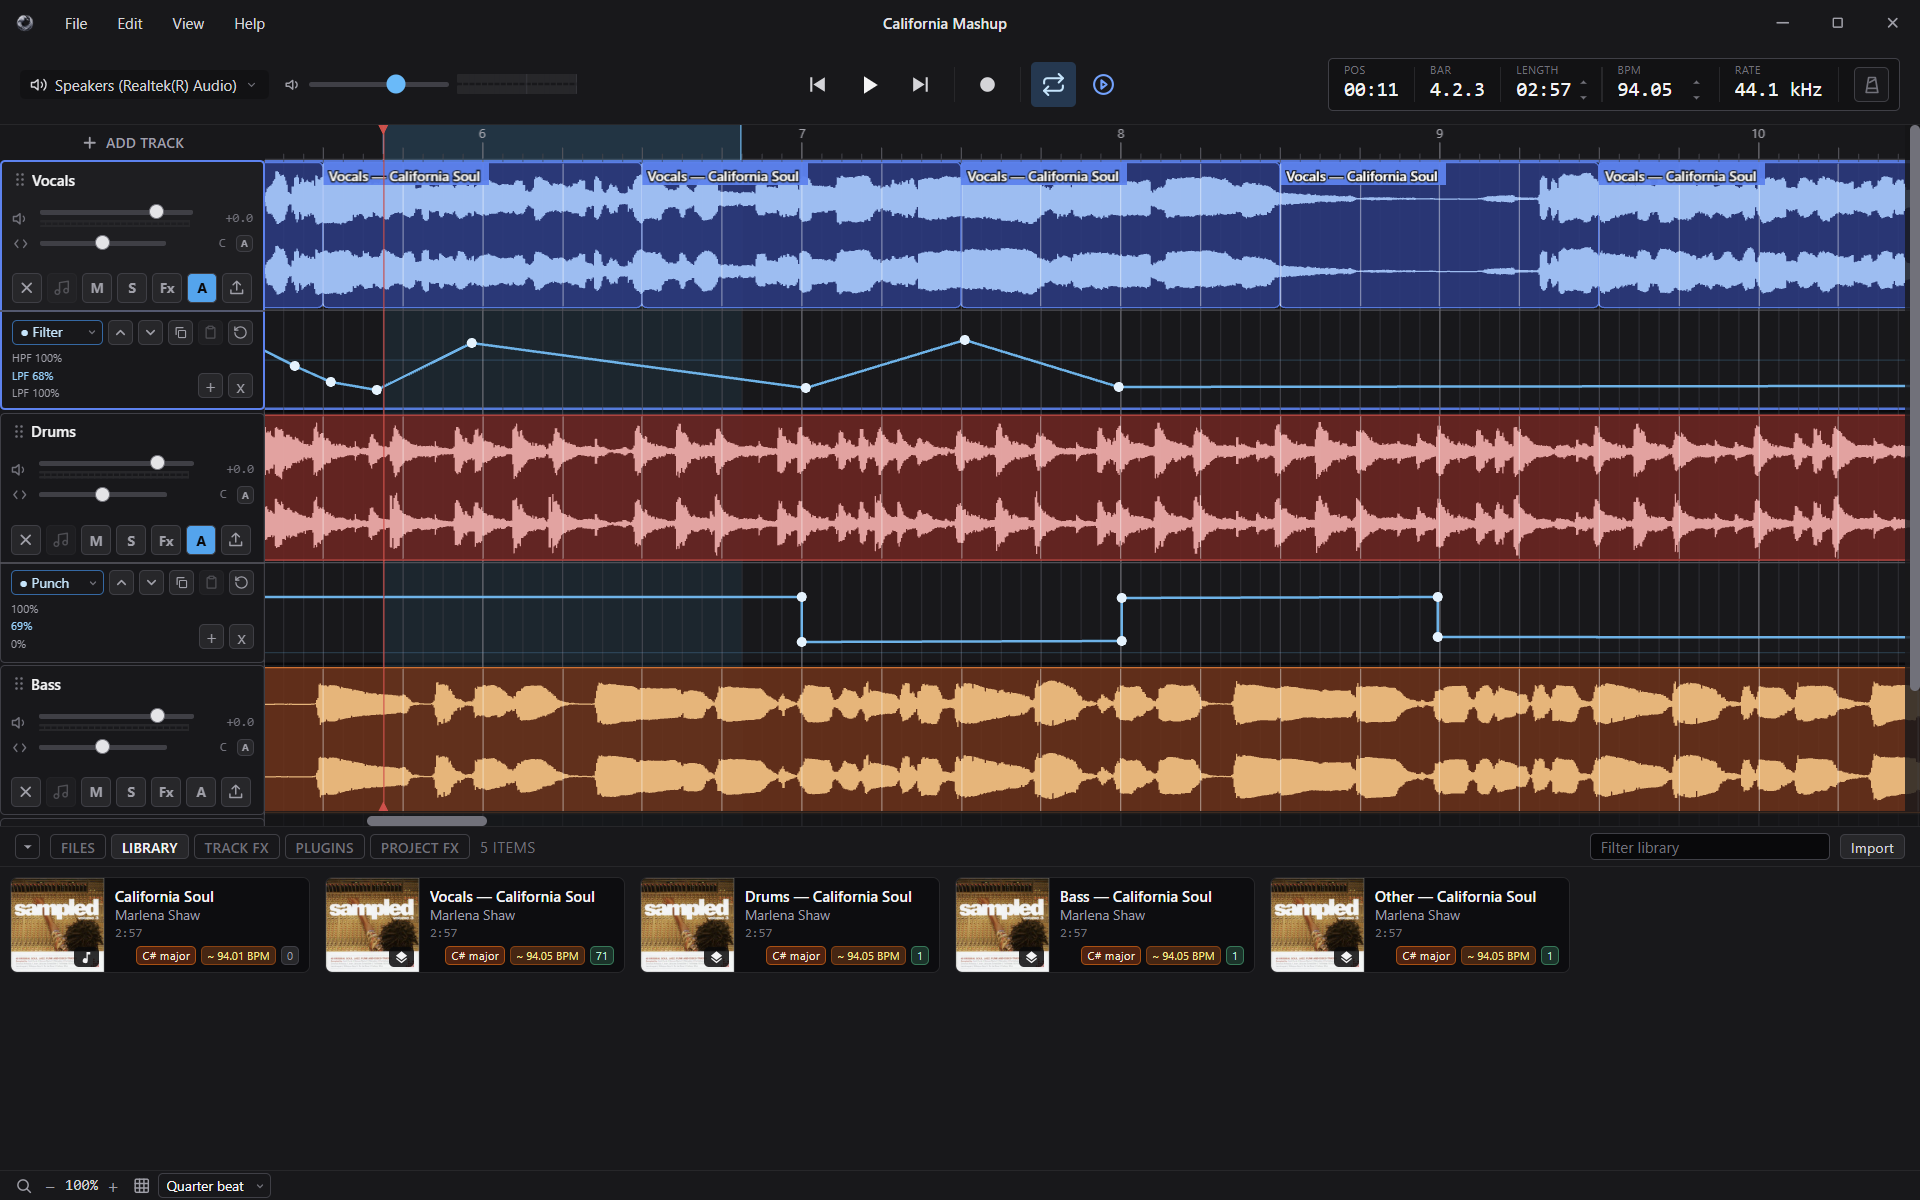 File Edit View Help
California Mashup
Speakers (Realtek(R) Audio)
POS 00:11
BAR 4.2.3
LENGTH 02:57
BPM 94.05
RATE 44.1 kHz
ADD TRACK
6 7 8 9 10
Vocals
+0.0
C A
M S Fx A
Vocals — California Soul
Vocals — California Soul
Vocals — California Soul
Vocals — California Soul
Vocals — California Soul
Filter
HPF 100%
LPF 68%
LPF 100%
+ x
Drums
+0.0
C A
M S Fx A
Punch
100%
69%
0%
+ x
Bass
+0.0
C A
M S Fx A
FILES LIBRARY TRACK FX PLUGINS PROJECT FX 5 ITEMS
Filter library
Import
sampled
California Soul
Marlena Shaw
2:57
C# major ~ 94.01 BPM 0
sampled
Vocals — California Soul
Marlena Shaw
2:57
C# major ~ 94.05 BPM 71
sampled
Drums — California Soul
Marlena Shaw
2:57
C# major ~ 94.05 BPM 1
sampled
Bass — California Soul
Marlena Shaw
2:57
C# major ~ 94.05 BPM 1
sampled
Other — California Soul
Marlena Shaw
2:57
C# major ~ 94.05 BPM 1
− 100% +
Quarter beat